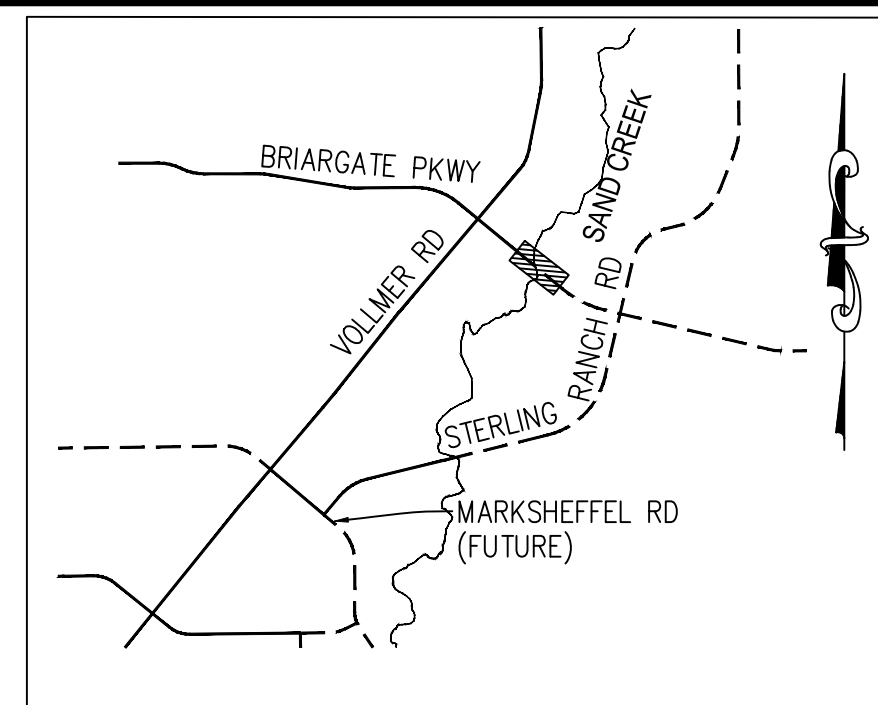 BRIARGATE PKWY
SAND CREEK
VOLLMER RD
STERLING RANCH RD
MARKSHEFFEL RD
(FUTURE)